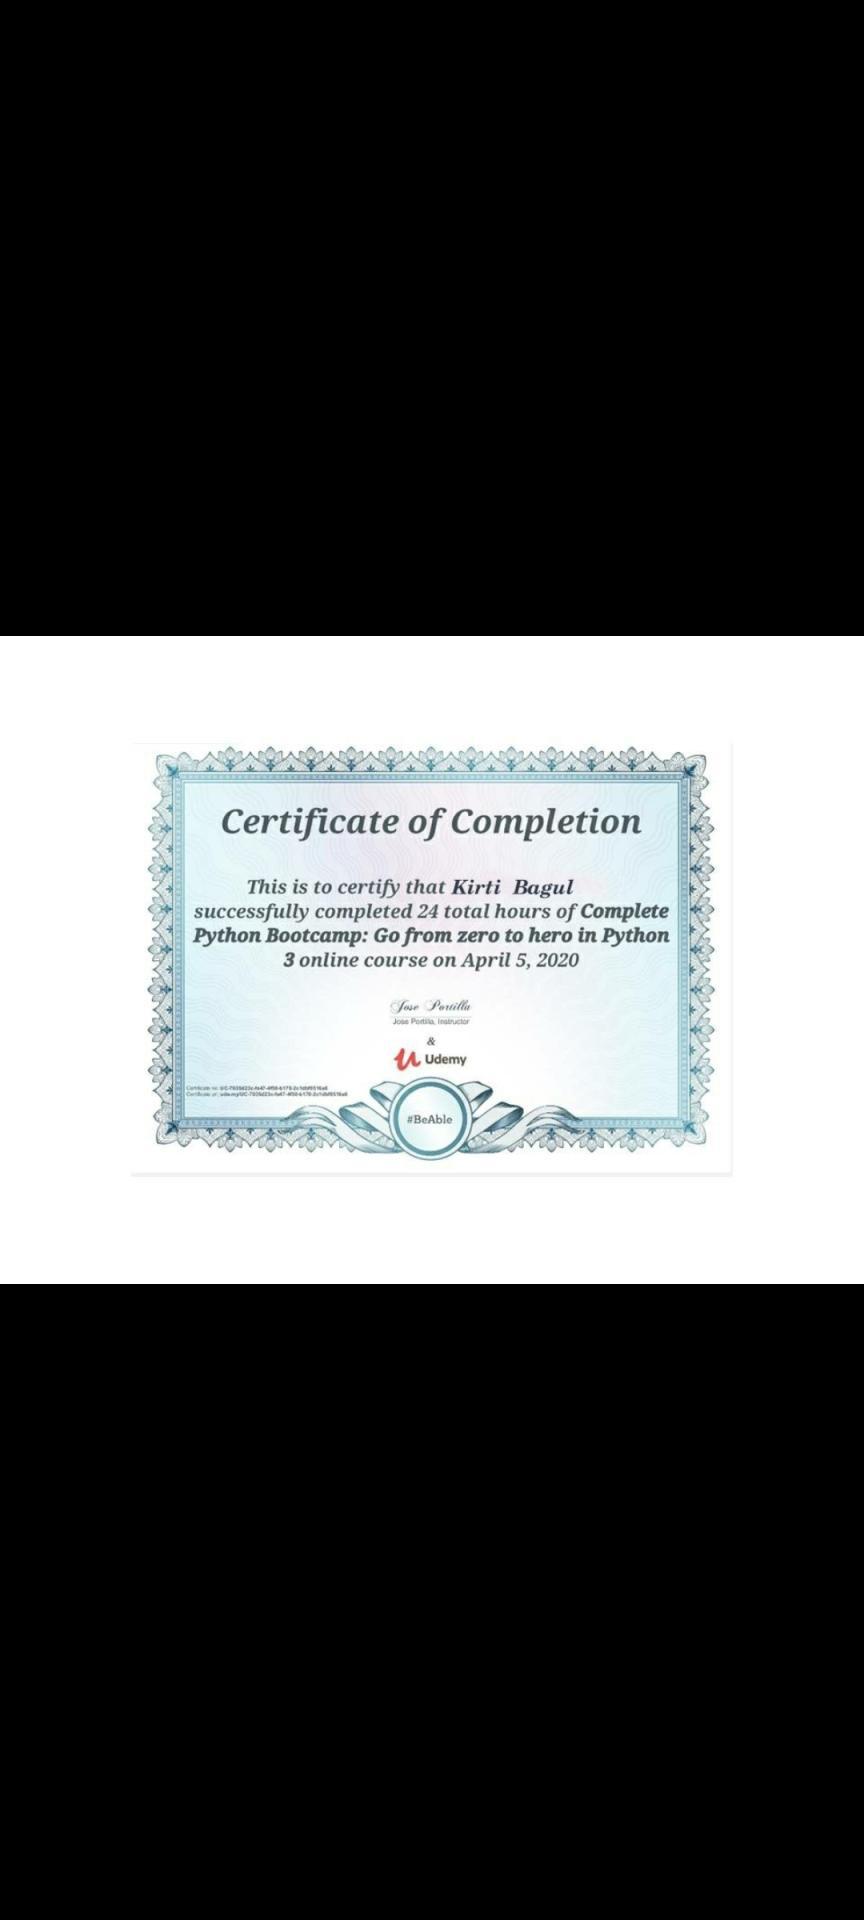 Certificate of Completion
This is to certify that Kirti Bagul
successfully completed 24 total hours of Complete
Python Bootcamp: Go from zero to hero in Python
3 online course on April 5, 2020
Jose Portilla
Jose Portilla, Instructor
&
Udemy
Certificate no:
Certificate url:
#BeAble